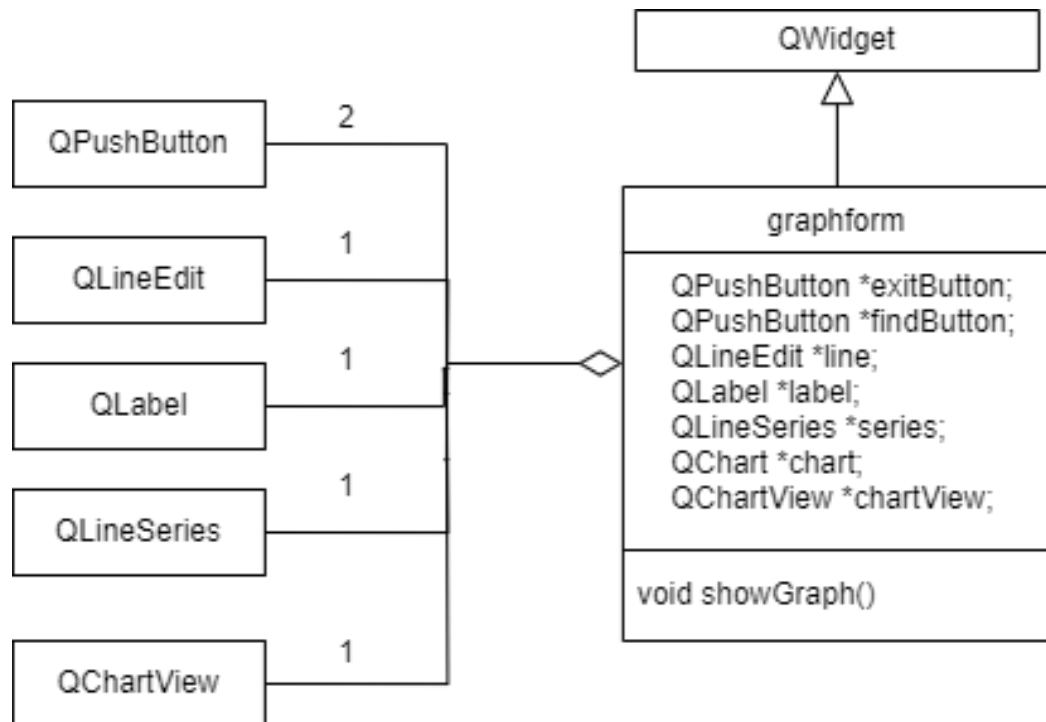 QWidget
QPushButton
2
QLineEdit
1
QLabel
1
QLineSeries
1
QChartView
1
graphform
QPushButton *exitButton;
QPushButton *findButton;
QLineEdit *line;
QLabel *label;
QLineSeries *series;
QChart *chart;
QChartView *chartView;
void showGraph()